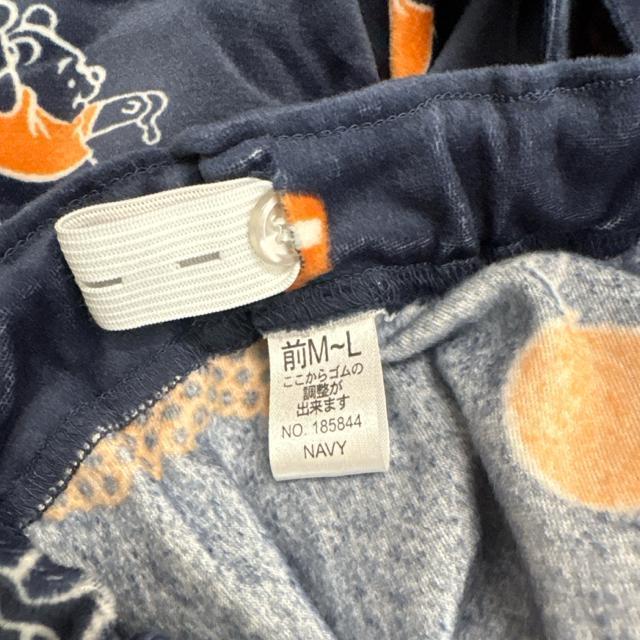 前M~L
ここからゴムの
調整が
出来ます
NO. 185844
NAVY